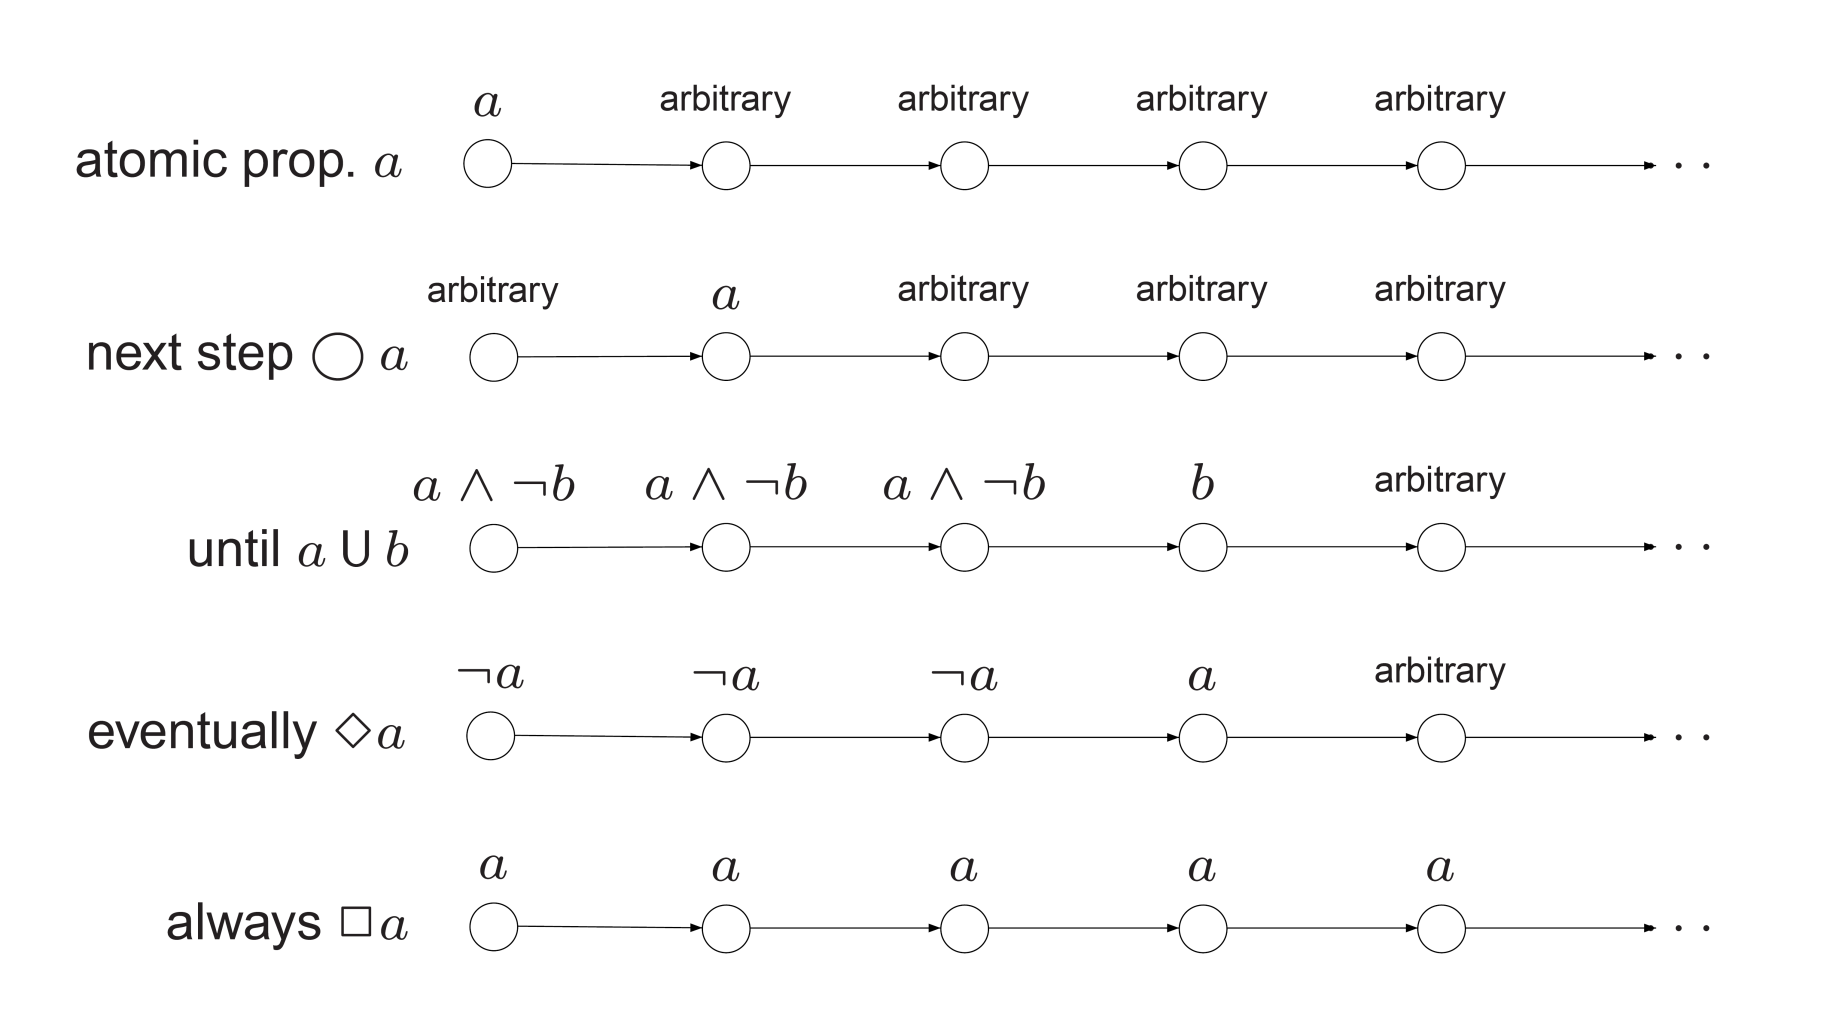 a arbitrary arbitrary arbitrary arbitrary
atomic prop. a . .
arbitrary a arbitrary arbitrary arbitrary
next step ◯ a . .
a ∧ ¬b a ∧ ¬b a ∧ ¬b b arbitrary
until a U b . .
¬a ¬a ¬a a arbitrary
eventually ◇a . .
a a a a a
always □a . .